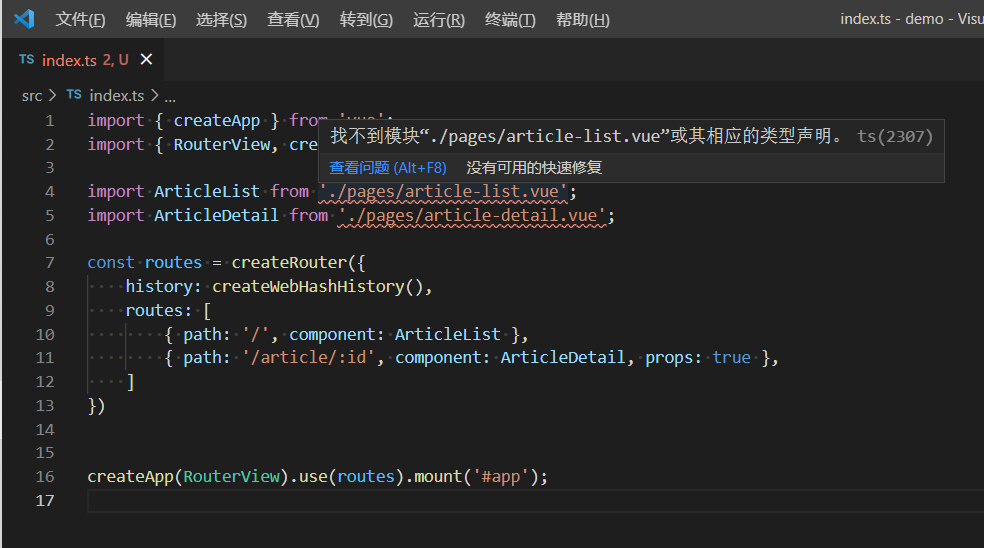 文件(F) 编辑(E) 选择(S) 查看(V) 转到(G) 运行(R) 终端(T) 帮助(H) index.ts - demo - Visu
TS index.ts 2, U ×
src > TS index.ts > ...
1 import { createApp } from 'vue';
2 import { RouterView, cre
找不到模块“./pages/article-list.vue”或其相应的类型声明。 ts(2307)
查看问题 (Alt+F8) 没有可用的快速修复
3
4 import ArticleList from './pages/article-list.vue';
5 import ArticleDetail from './pages/article-detail.vue';
6
7 const routes = createRouter({
8 ····history: createWebHashHistory(),
9 ····routes: [
10 ········{ path: '/', component: ArticleList },
11 ········{ path: '/article/:id', component: ArticleDetail, props: true },
12 ····]
13 })
14
15
16 createApp(RouterView).use(routes).mount('#app');
17